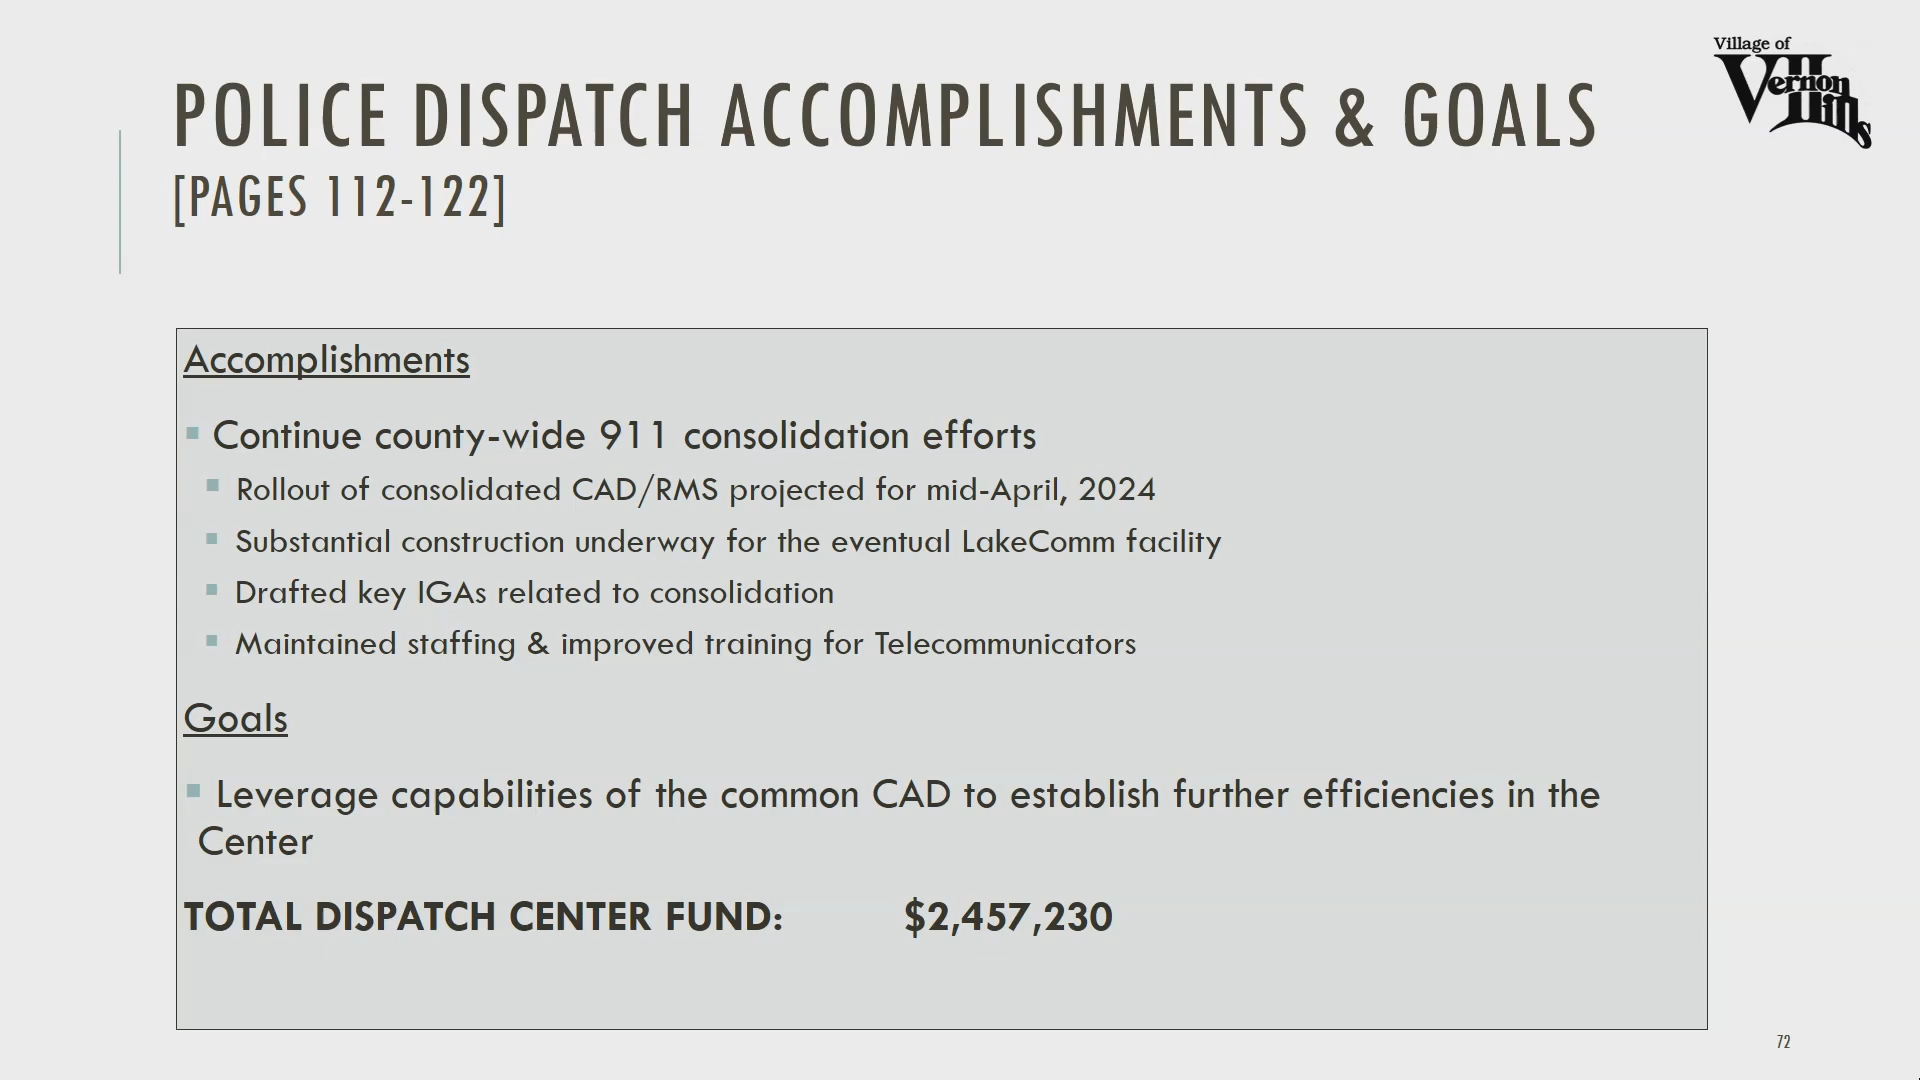 Village of
Vernon
Hills
POLICE DISPATCH ACCOMPLISHMENTS & GOALS
[PAGES 112-122]
Accomplishments
▪ Continue county-wide 911 consolidation efforts
▪ Rollout of consolidated CAD/RMS projected for mid-April, 2024
▪ Substantial construction underway for the eventual LakeComm facility
▪ Drafted key IGAs related to consolidation
▪ Maintained staffing & improved training for Telecommunicators
Goals
▪ Leverage capabilities of the common CAD to establish further efficiencies in the
Center
TOTAL DISPATCH CENTER FUND: $2,457,230
72